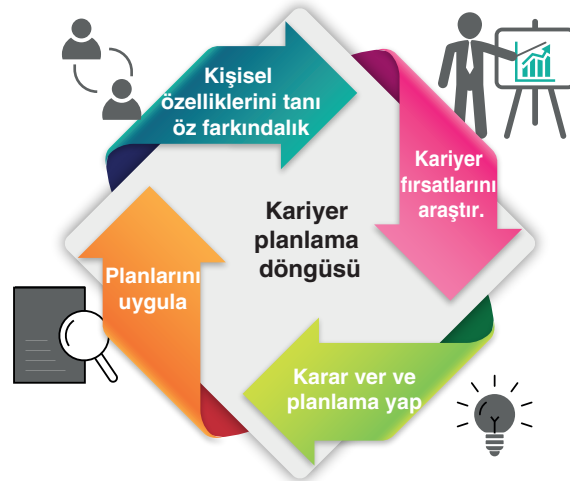 Kişisel
özelliklerini tanı
öz farkındalık
Kariyer
fırsatlarını
araştır.
Kariyer
planlama
döngüsü
Karar ver ve
planlama yap
Planlarını
uygula